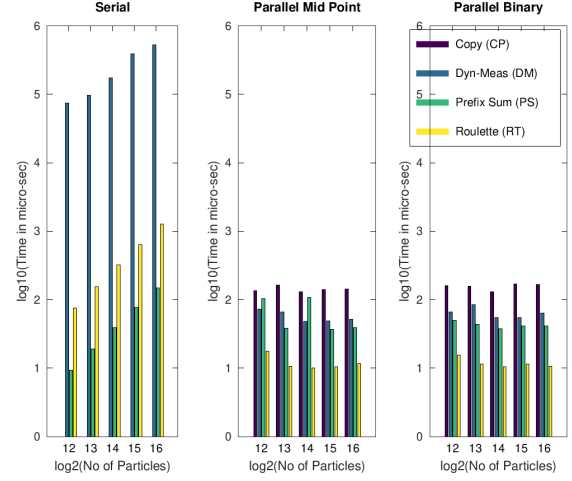 Serial
6
5
4
3
2
1
0
log10(Time in micro-sec)
12 13 14 15 16
log2(No of Particles)
Parallel Mid Point
6
5
4
3
2
1
0
log10(Time in micro-sec)
12 13 14 15 16
log2(No of Particles)
Parallel Binary
6
5
4
3
2
1
0
log10(Time in micro-sec)
12 13 14 15 16
log2(No of Particles)
Copy (CP)
Dyn-Meas (DM)
Prefix Sum (PS)
Roulette (RT)